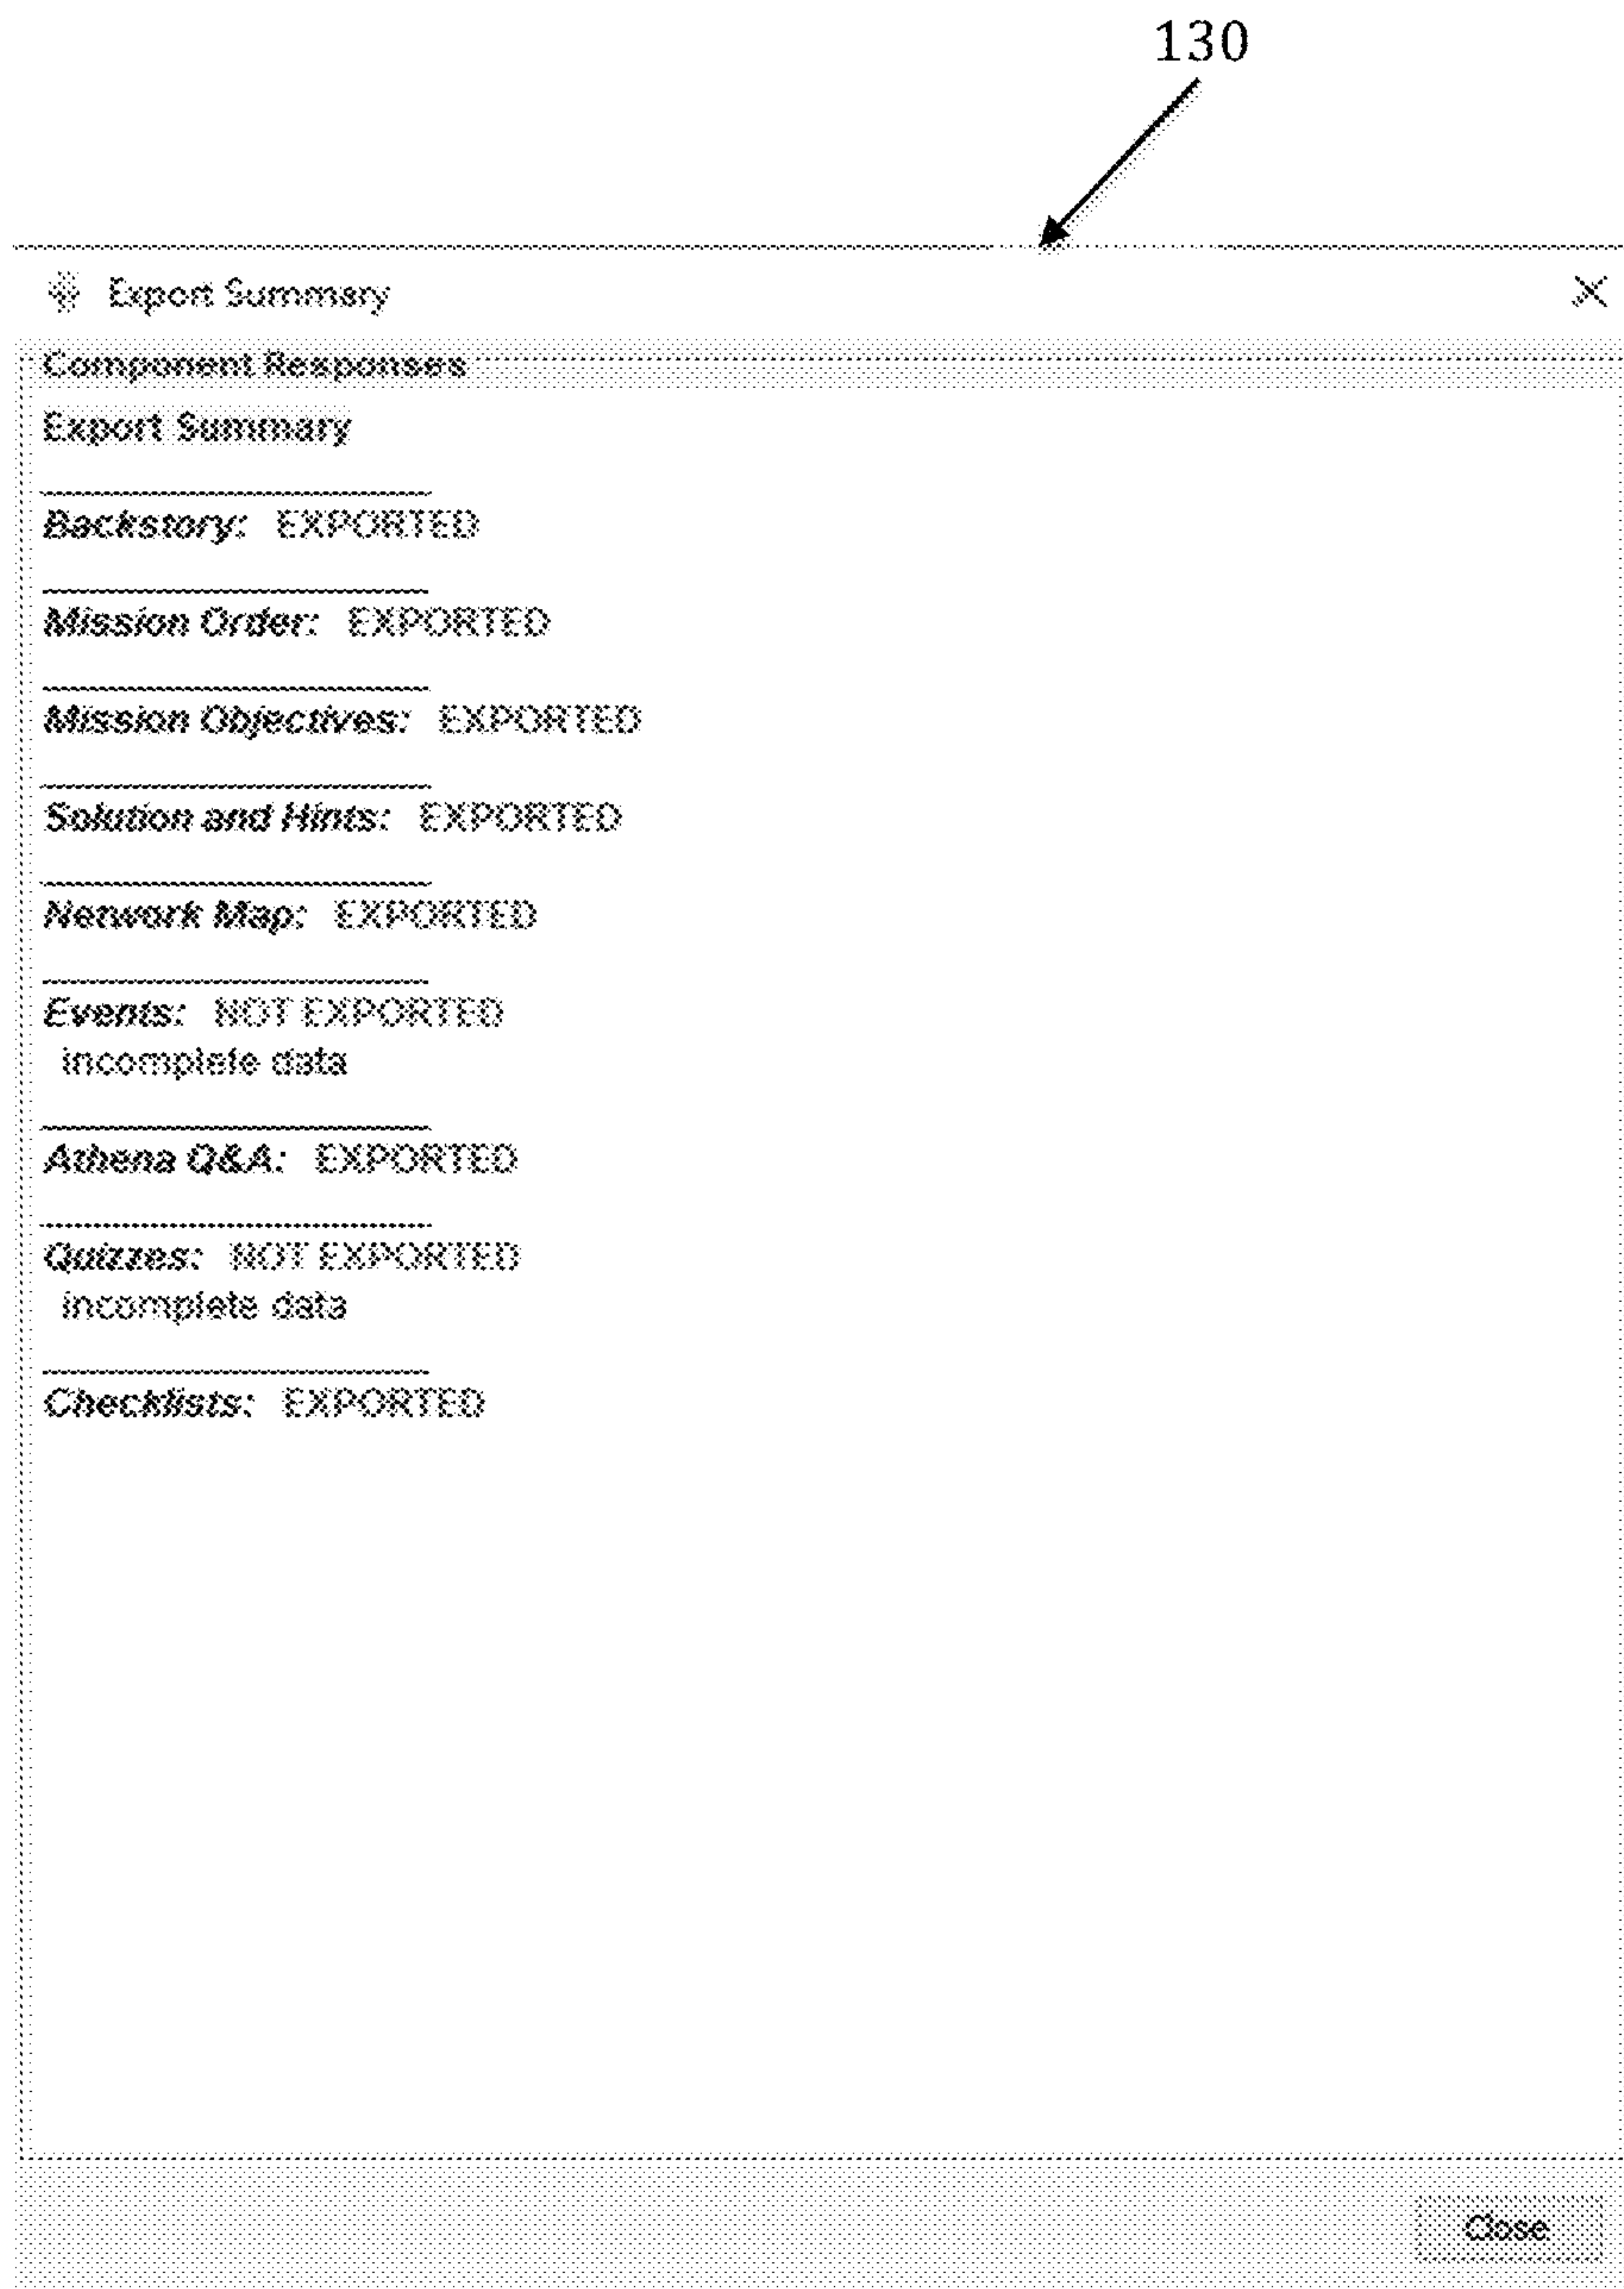 130
Export Summary
Component Responses
Export Summary
Backstory: EXPORTED
Mission Order: EXPORTED
Mission Objectives: EXPORTED
Solution and Hints: EXPORTED
Network Map: EXPORTED
Events: NOT EXPORTED
incomplete data
Athena Q&A: EXPORTED
Quizzes: NOT EXPORTED
incomplete data
Checklists: EXPORTED
Close